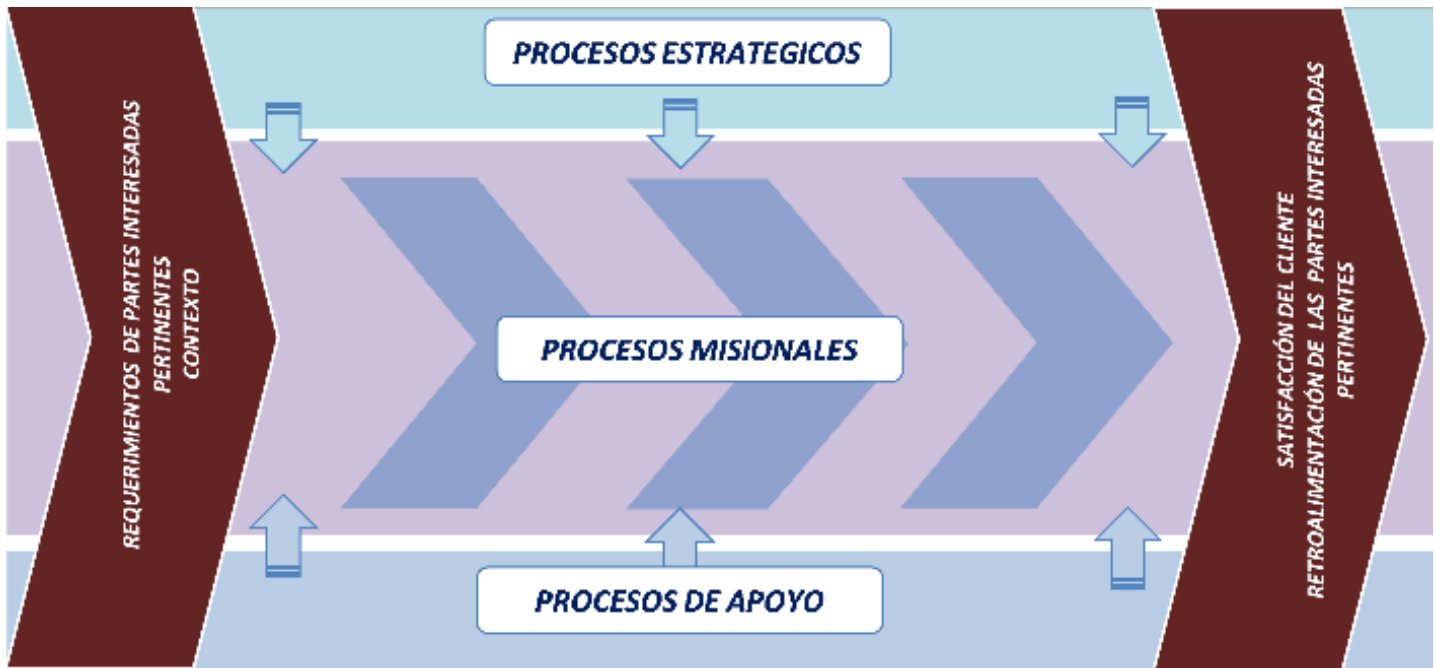 PROCESOS ESTRATEGICOS
REQUERIMIENTOS DE PARTES INTERESADAS
PERTINENTES
CONTEXTO
PROCESOS MISIONALES
SATISFACCIÓN DEL CLIENTE
RETROALIMENTACIÓN DE LAS PARTES INTERESADAS
PERTINENTES
PROCESOS DE APOYO